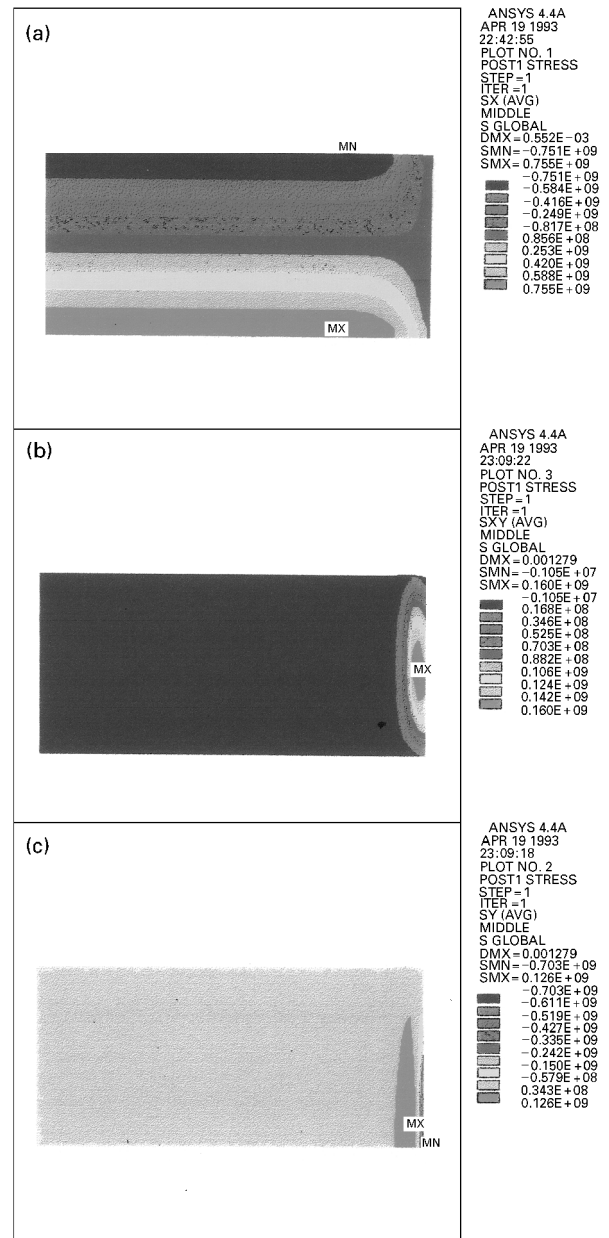 (a)
MN
MX
ANSYS 4.4A
APR 19 1993
22:42:55
PLOT NO. 1
POST1 STRESS
STEP=1
ITER =1
SX (AVG)
MIDDLE
S GLOBAL
DMX=0.552E-03
SMN=-0.751E+09
SMX=0.755E+09
-0.751E+09
-0.584E+09
-0.416E+09
-0.249E+09
-0.817E+08
0.856E+08
0.253E+09
0.420E+09
0.588E+09
0.755E+09
(b)
MX
ANSYS 4.4A
APR 19 1993
23:09:22
PLOT NO. 3
POST1 STRESS
STEP=1
ITER =1
SXY (AVG)
MIDDLE
S GLOBAL
DMX=0.001279
SMN=-0.105E+07
SMX=0.160E+09
-0.105E+07
0.168E+08
0.346E+08
0.525E+08
0.703E+08
0.882E+08
0.106E+09
0.124E+09
0.142E+09
0.160E+09
(c)
MX
MN
ANSYS 4.4A
APR 19 1993
23:09:18
PLOT NO. 2
POST1 STRESS
STEP=1
ITER =1
SY (AVG)
MIDDLE
S GLOBAL
DMX=0.001279
SMN=-0.703E+09
SMX=0.126E+09
-0.703E+09
-0.611E+09
-0.519E+09
-0.427E+09
-0.335E+09
-0.242E+09
-0.150E+09
-0.579E+08
0.343E+08
0.126E+09